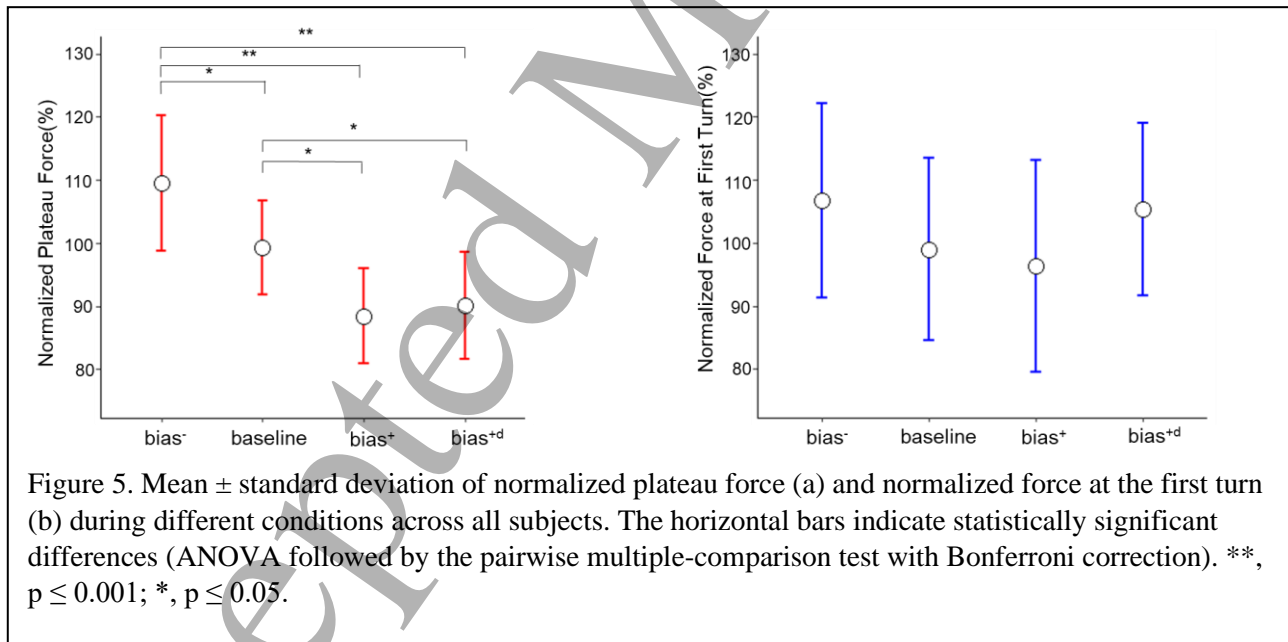 **
**
*
*
*
Normalized Plateau Force(%)
130
120
110
100
90
80
bias⁻
baseline
bias⁺
bias⁺ᵈ
Normalized Force at First Turn(%)
130
120
110
100
90
80
bias⁻
baseline
bias⁺
bias⁺ᵈ
Figure 5. Mean ± standard deviation of normalized plateau force (a) and normalized force at the first turn
(b) during different conditions across all subjects. The horizontal bars indicate statistically significant
differences (ANOVA followed by the pairwise multiple-comparison test with Bonferroni correction). **,
p ≤ 0.001; *, p ≤ 0.05.
epted M